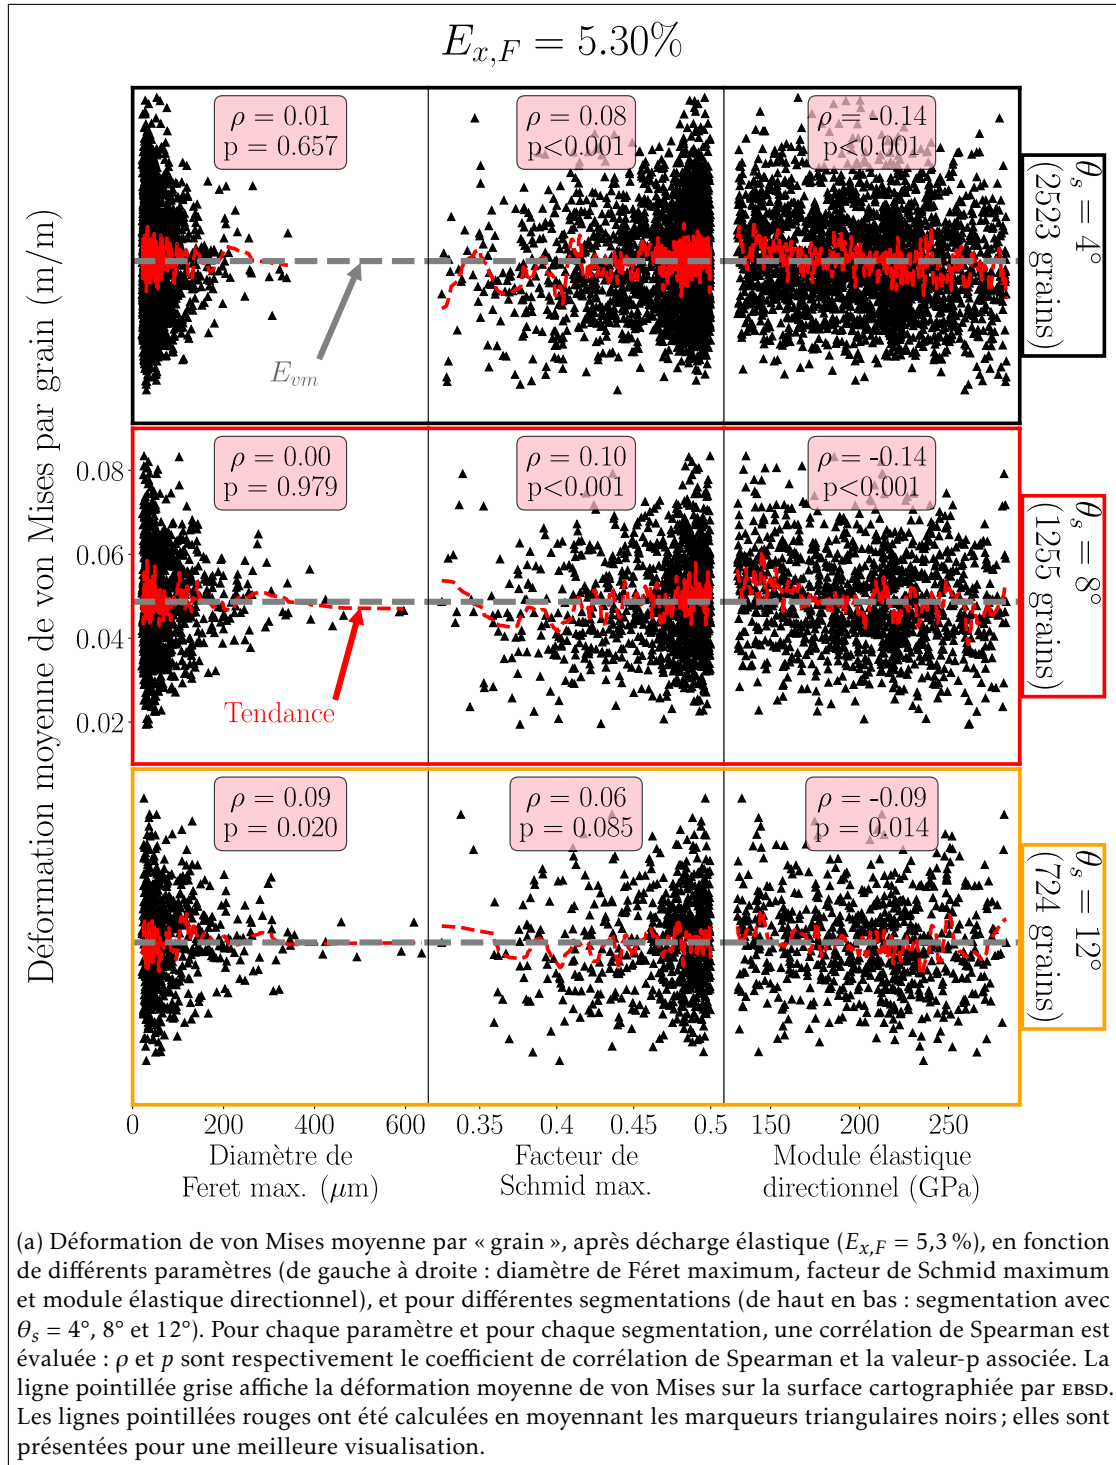 E_{x,F} = 5.30%
Déformation moyenne de von Mises par grain (m/m)
ρ = 0.01
p = 0.657
ρ = 0.08
p<0.001
ρ = -0.14
p<0.001
θ_s = 4°
(2523 grains)
E_{vm}
ρ = 0.00
p = 0.979
ρ = 0.10
p<0.001
ρ = -0.14
p<0.001
θ_s = 8°
(1255 grains)
0.08
0.06
0.04
0.02
Tendance
ρ = 0.09
p = 0.020
ρ = 0.06
p = 0.085
ρ = -0.09
p = 0.014
θ_s = 12°
(724 grains)
0 200 400 600 0.35 0.4 0.45 0.5 150 200 250
Diamètre de
Feret max. (μm)
Facteur de
Schmid max.
Module élastique
directionnel (GPa)
(a) Déformation de von Mises moyenne par « grain », après décharge élastique (E_{x,F} = 5,3 %), en fonction
de différents paramètres (de gauche à droite : diamètre de Féret maximum, facteur de Schmid maximum
et module élastique directionnel), et pour différentes segmentations (de haut en bas : segmentation avec
θ_s = 4°, 8° et 12°). Pour chaque paramètre et pour chaque segmentation, une corrélation de Spearman est
évaluée : ρ et p sont respectivement le coefficient de corrélation de Spearman et la valeur-p associée. La
ligne pointillée grise affiche la déformation moyenne de von Mises sur la surface cartographiée par EBSD.
Les lignes pointillées rouges ont été calculées en moyennant les marqueurs triangulaires noirs ; elles sont
présentées pour une meilleure visualisation.